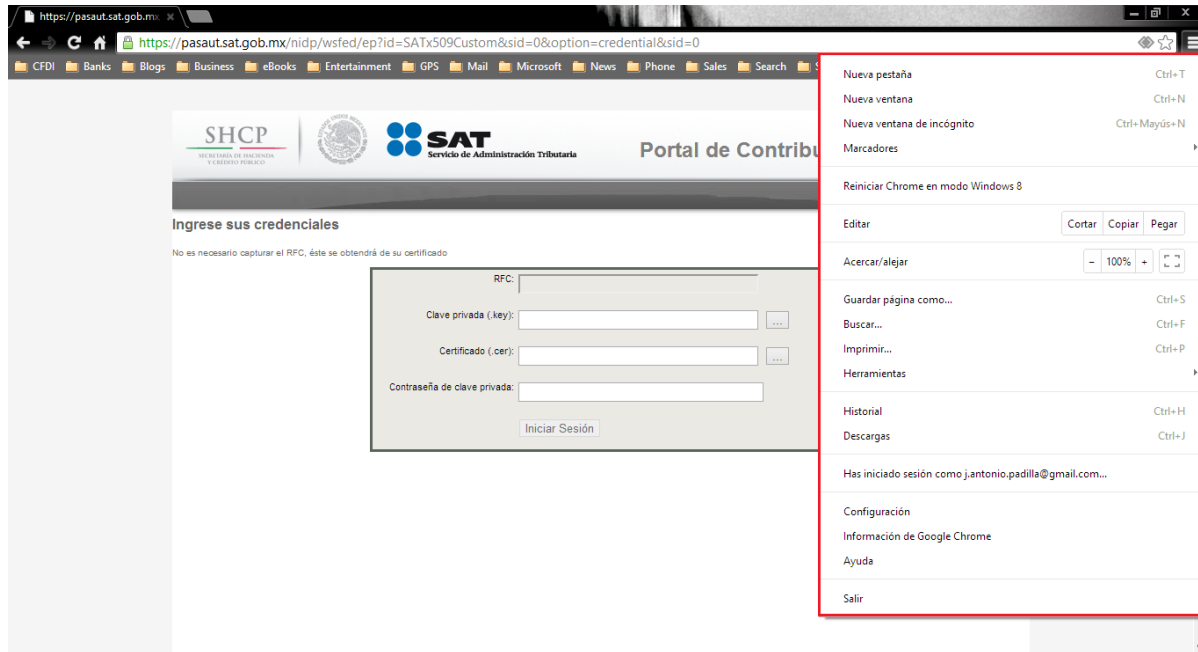 https://pasaut.sat.gob.mx
https://pasaut.sat.gob.mx/nidp/wsfed/ep?id=SATx509Custom&sid=0&option=credential&sid=0
CFDI Banks Blogs Business eBooks Entertainment GPS Mail Microsoft News Phone Sales Search S
SHCP
SECRETARÍA DE HACIENDA
Y CRÉDITO PÚBLICO
ESTADOS UNIDOS MEXICANOS
SAT
Servicio de Administración Tributaria
Portal de Contribu
Ingrese sus credenciales
No es necesario capturar el RFC, éste se obtendrá de su certificado
RFC:
Clave privada (.key): ...
Certificado (.cer): ...
Contraseña de clave privada:
Iniciar Sesión
Nueva pestaña Ctrl+T
Nueva ventana Ctrl+N
Nueva ventana de incógnito Ctrl+Mayús+N
Marcadores
Reiniciar Chrome en modo Windows 8
Editar Cortar Copiar Pegar
Acercar/alejar - 100% +
Guardar página como... Ctrl+S
Buscar... Ctrl+F
Imprimir... Ctrl+P
Herramientas
Historial Ctrl+H
Descargas Ctrl+J
Has iniciado sesión como j.antonio.padilla@gmail.com...
Configuración
Información de Google Chrome
Ayuda
Salir